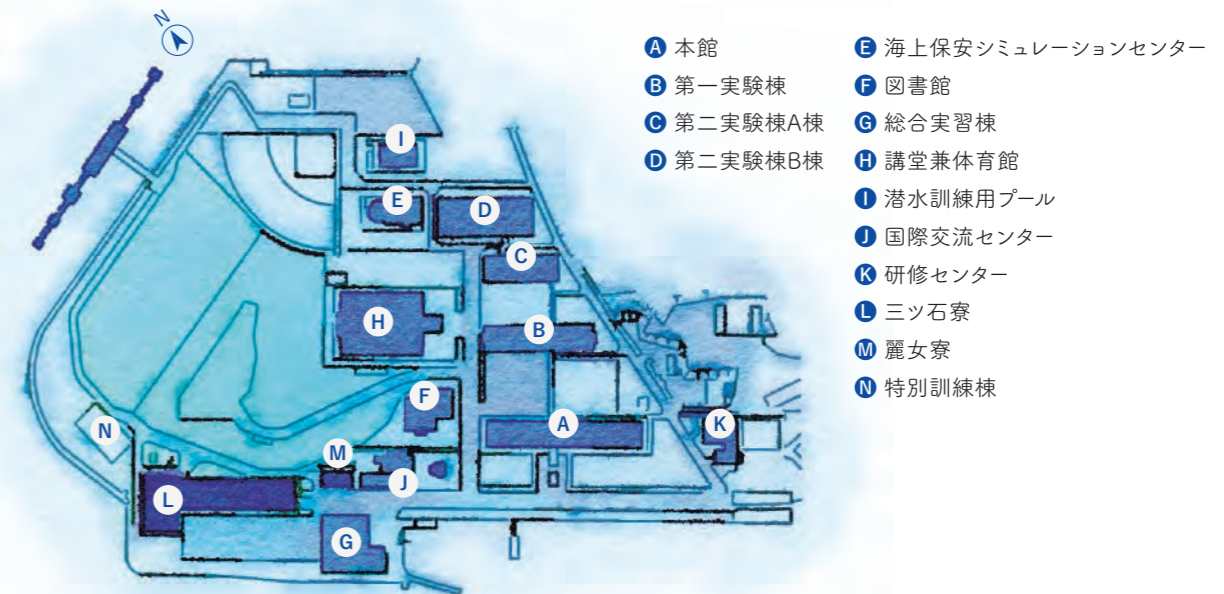 N
A 本館
B 第一実験棟
C 第二実験棟A棟
D 第二実験棟B棟
E 海上保安シミュレーションセンター
F 図書館
G 総合実習棟
H 講堂兼体育館
I 潜水訓練用プール
J 国際交流センター
K 研修センター
L 三ツ石寮
M 麗女寮
N 特別訓練棟
I
E
D
C
H
B
F
A
K
N
M
J
L
G